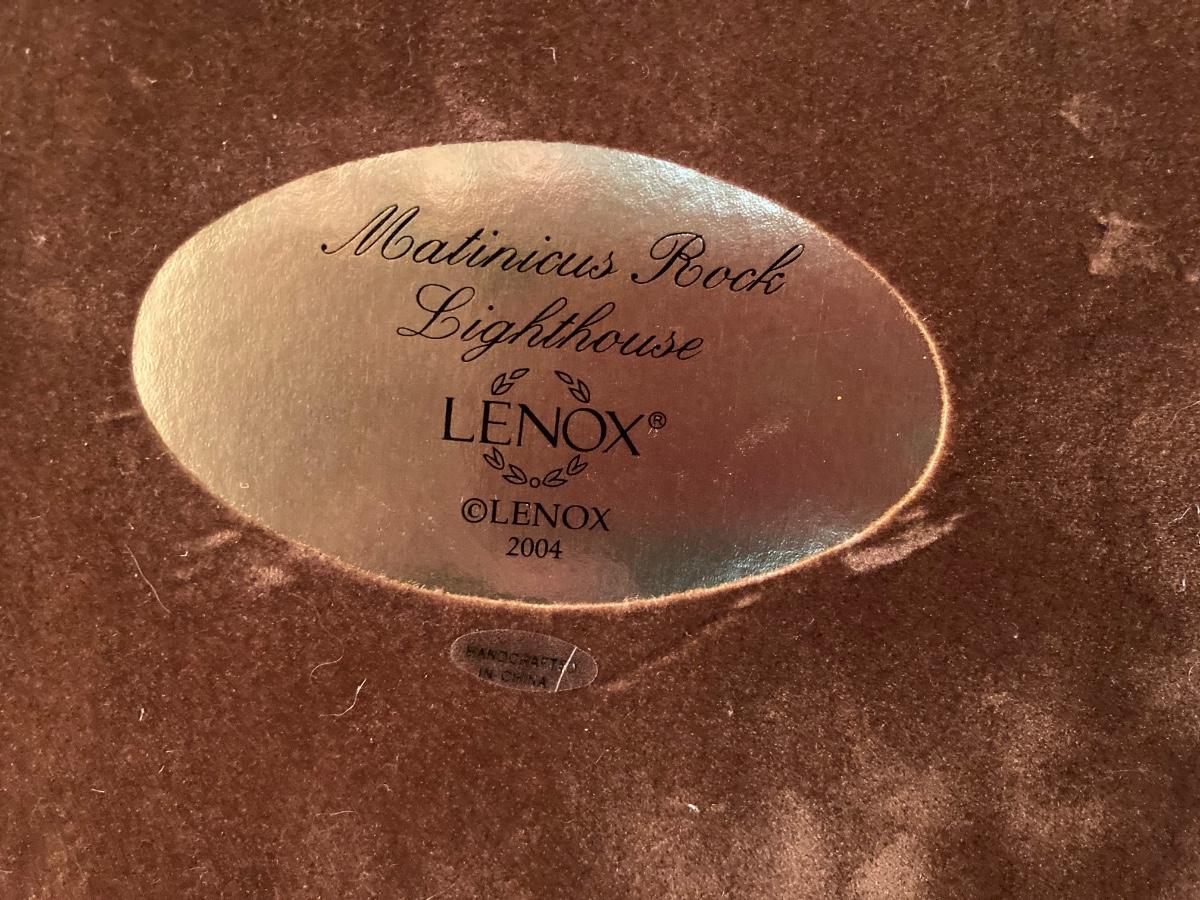 Matinicus Rock
Lighthouse
LENOX®
©LENOX
2004
HANDCRAFTED
IN CHINA